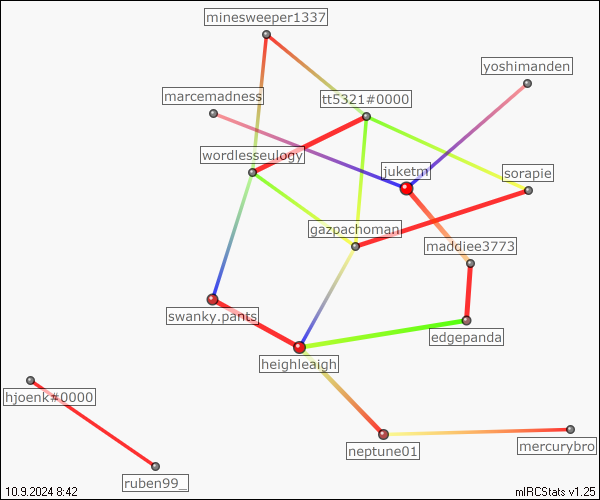 minesweeper1337
yoshimanden
marcemadness
tt5321#0000
wordlesseulogy
juketm
sorapie
gazpachoman
maddiee3773
swanky.pants
edgepanda
heighleaigh
hjoenk#0000
neptune01
mercurybro
ruben99_
10.9.2024 8:42
mIRCStats v1.25